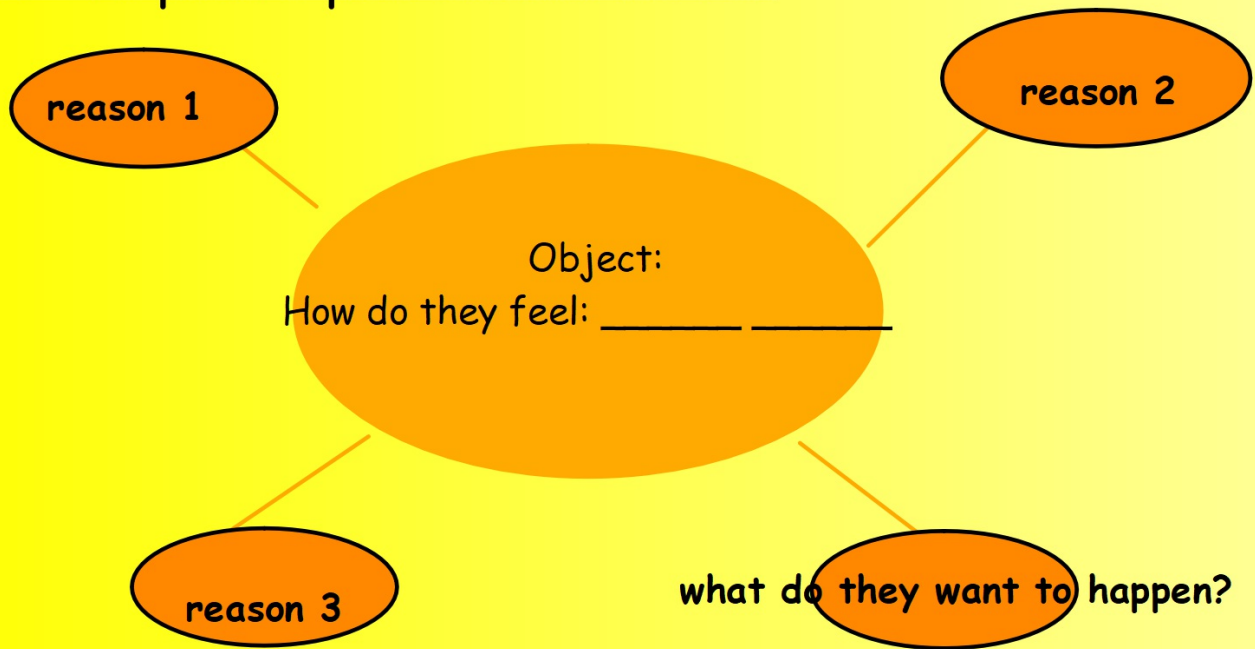 reason 1
reason 2
Object:
How do they feel: ______ ______
reason 3
what do they want to happen?